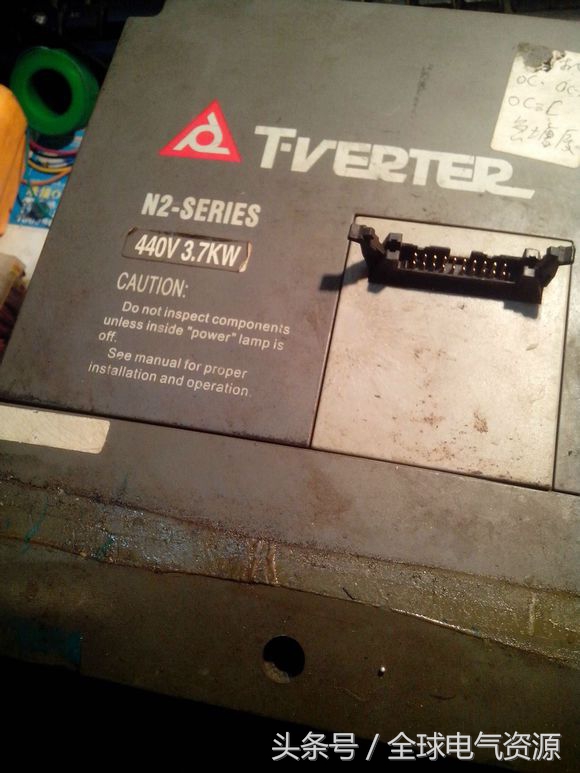 T-VERTER
N2-SERIES
440V 3.7KW
CAUTION:
Do not inspect components
unless inside "power" lamp is
off.
See manual for proper
installation and operation.
OC
头条号 / 全球电气资源